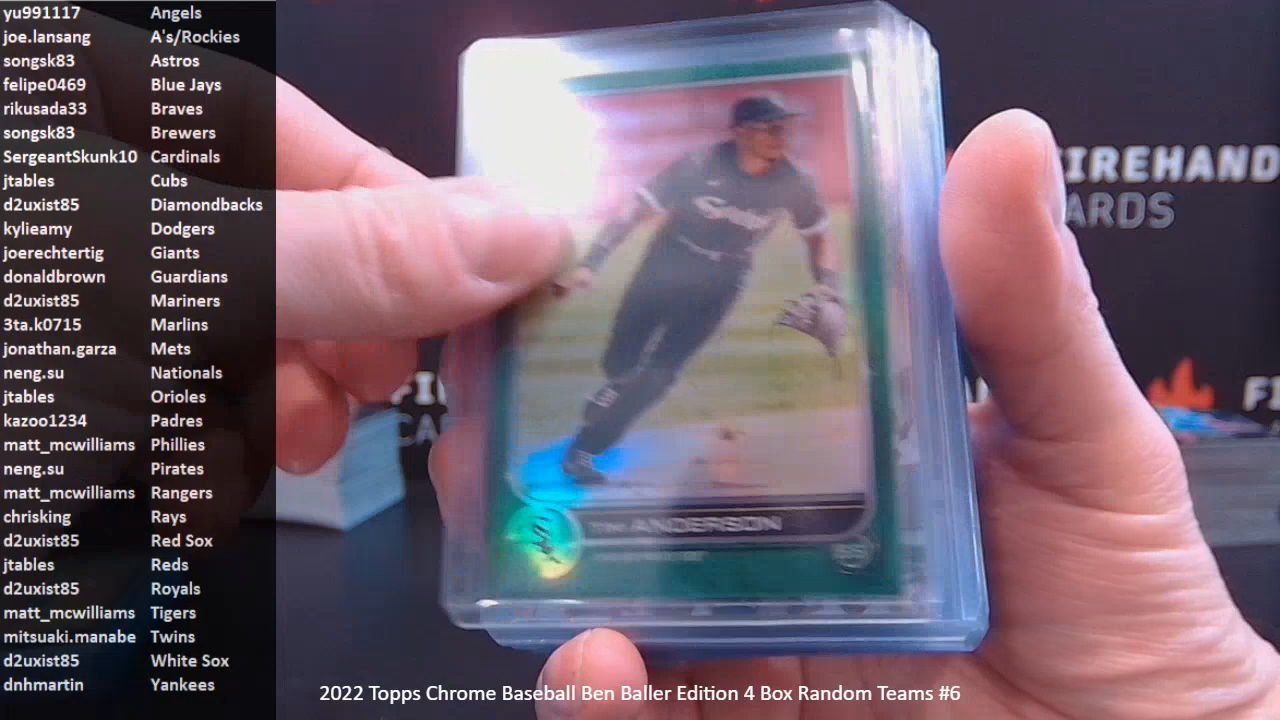 yu991117 Angels
joe.lansang A's/Rockies
songsk83 Astros
felipe0469 Blue Jays
rikusada33 Braves
songsk83 Brewers
SergeantSkunk10 Cardinals
jtables Cubs
d2uxist85 Diamondbacks
kylieamy Dodgers
joerechtertig Giants
donaldbrown Guardians
d2uxist85 Mariners
3ta.k0715 Marlins
jonathan.garza Mets
neng.su Nationals
jtables Orioles
kazoo1234 Padres
matt_mcwilliams Phillies
neng.su Pirates
matt_mcwilliams Rangers
chrisking Rays
d2uxist85 Red Sox
jtables Reds
d2uxist85 Royals
matt_mcwilliams Tigers
mitsuaki.manabe Twins
d2uxist85 White Sox
dnhmartin Yankees
IREHAND
ARDS
FI
CA
F
TIM ANDERSON
SS
2022 Topps Chrome Baseball Ben Baller Edition 4 Box Random Teams #6